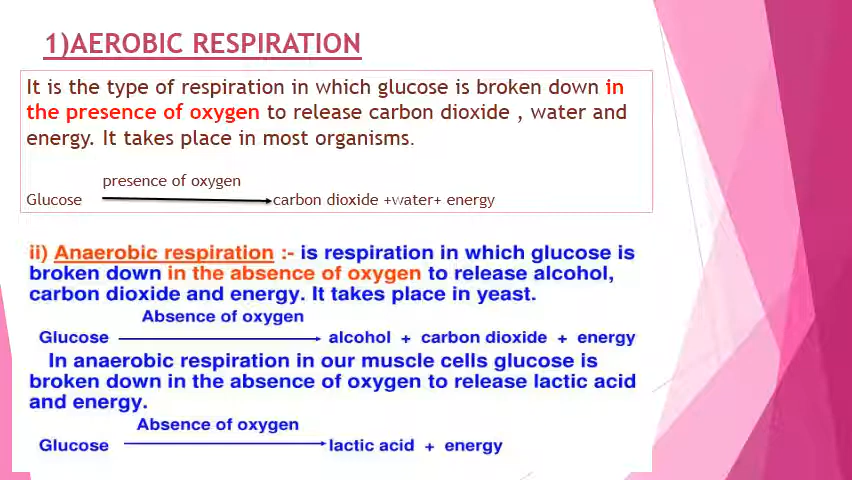 1)AEROBIC RESPIRATION
It is the type of respiration in which glucose is broken down in
the presence of oxygen to release carbon dioxide , water and
energy. It takes place in most organisms.
presence of oxygen
Glucose carbon dioxide +water+ energy
ii) Anaerobic respiration :- is respiration in which glucose is
broken down in the absence of oxygen to release alcohol,
carbon dioxide and energy. It takes place in yeast.
Absence of oxygen
Glucose alcohol + carbon dioxide + energy
In anaerobic respiration in our muscle cells glucose is
broken down in the absence of oxygen to release lactic acid
and energy.
Absence of oxygen
Glucose lactic acid + energy